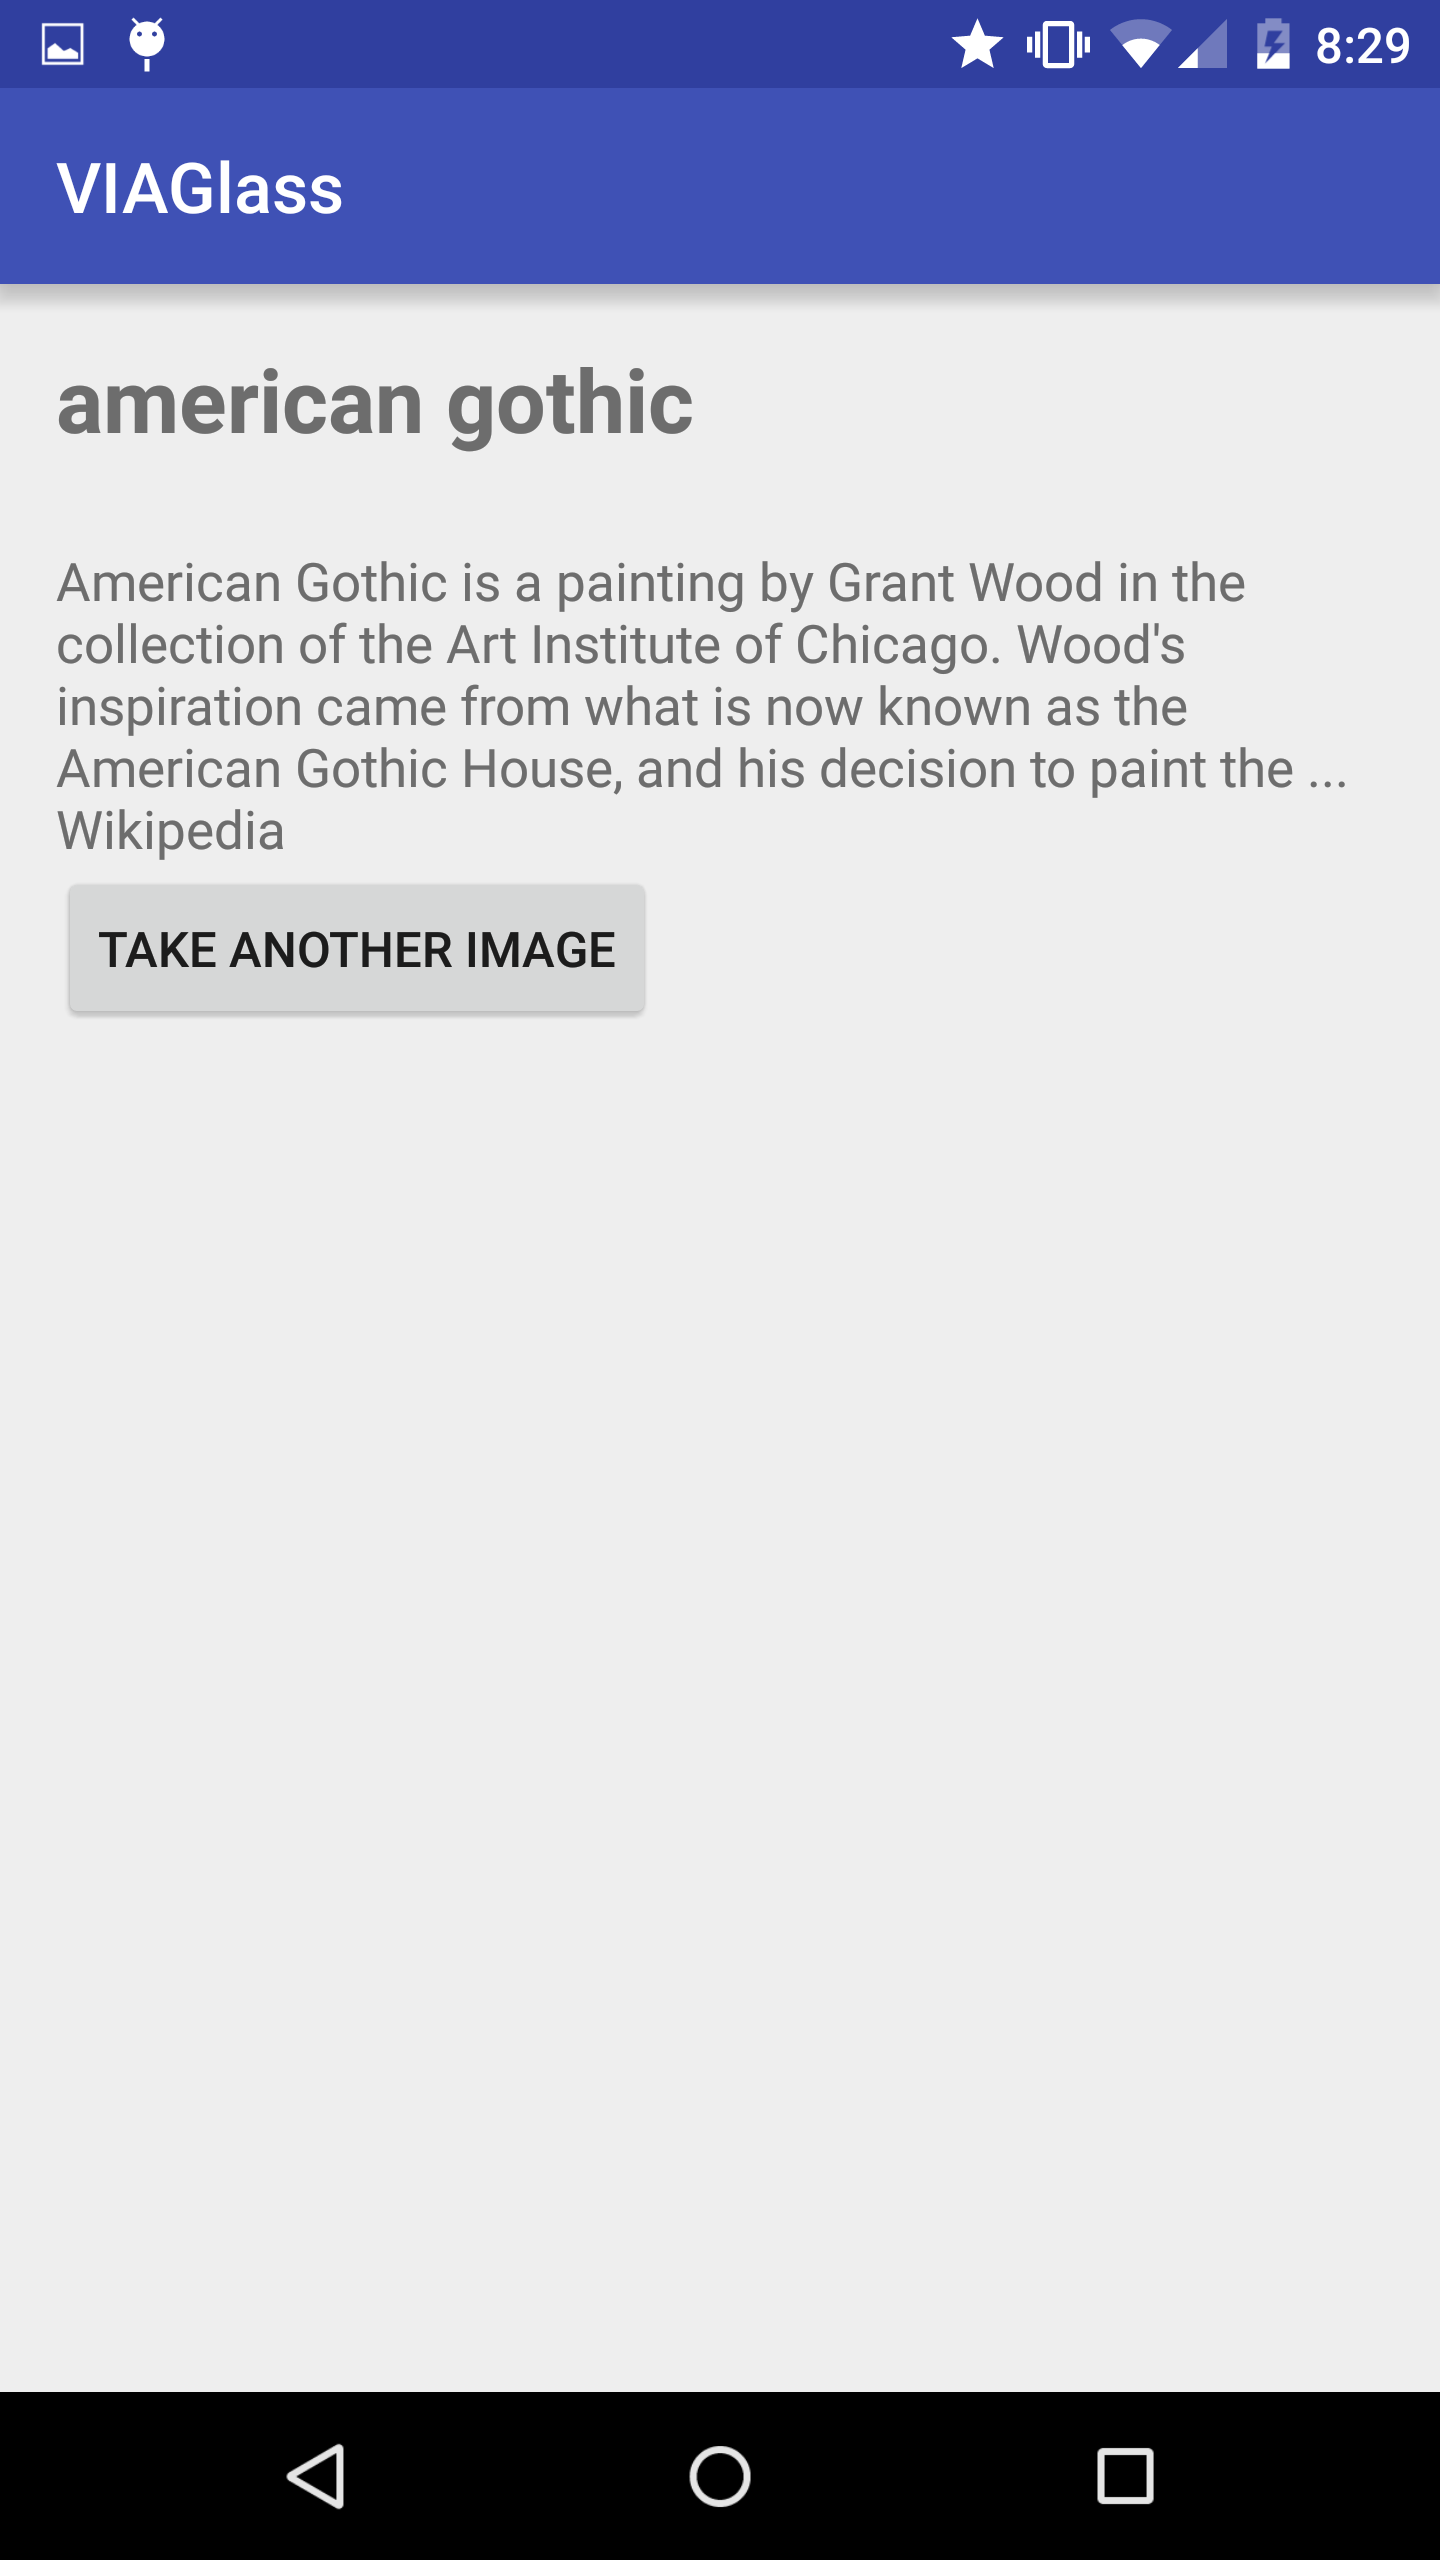 8:29
VIAGlass
american gothic
American Gothic is a painting by Grant Wood in the
collection of the Art Institute of Chicago. Wood's
inspiration came from what is now known as the
American Gothic House, and his decision to paint the ...
Wikipedia
TAKE ANOTHER IMAGE